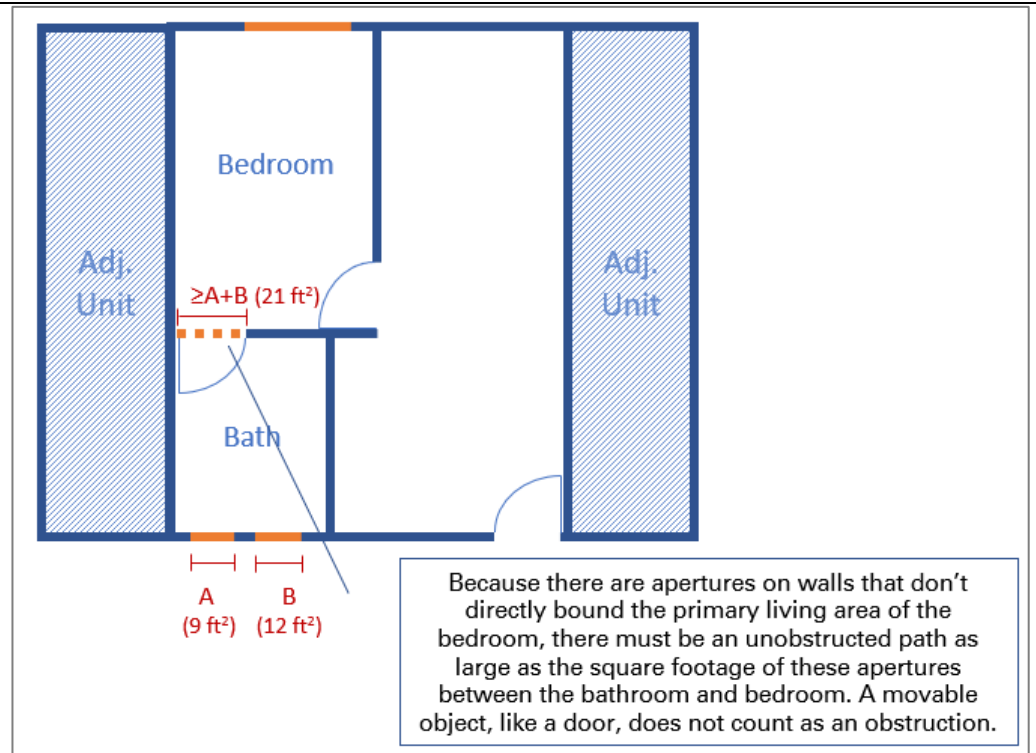 Bedroom
Adj.
Unit
Adj.
Unit
≥A+B (21 ft²)
Bath
A
(9 ft²)
B
(12 ft²)
Because there are apertures on walls that don’t
directly bound the primary living area of the
bedroom, there must be an unobstructed path as
large as the square footage of these apertures
between the bathroom and bedroom. A movable
object, like a door, does not count as an obstruction.